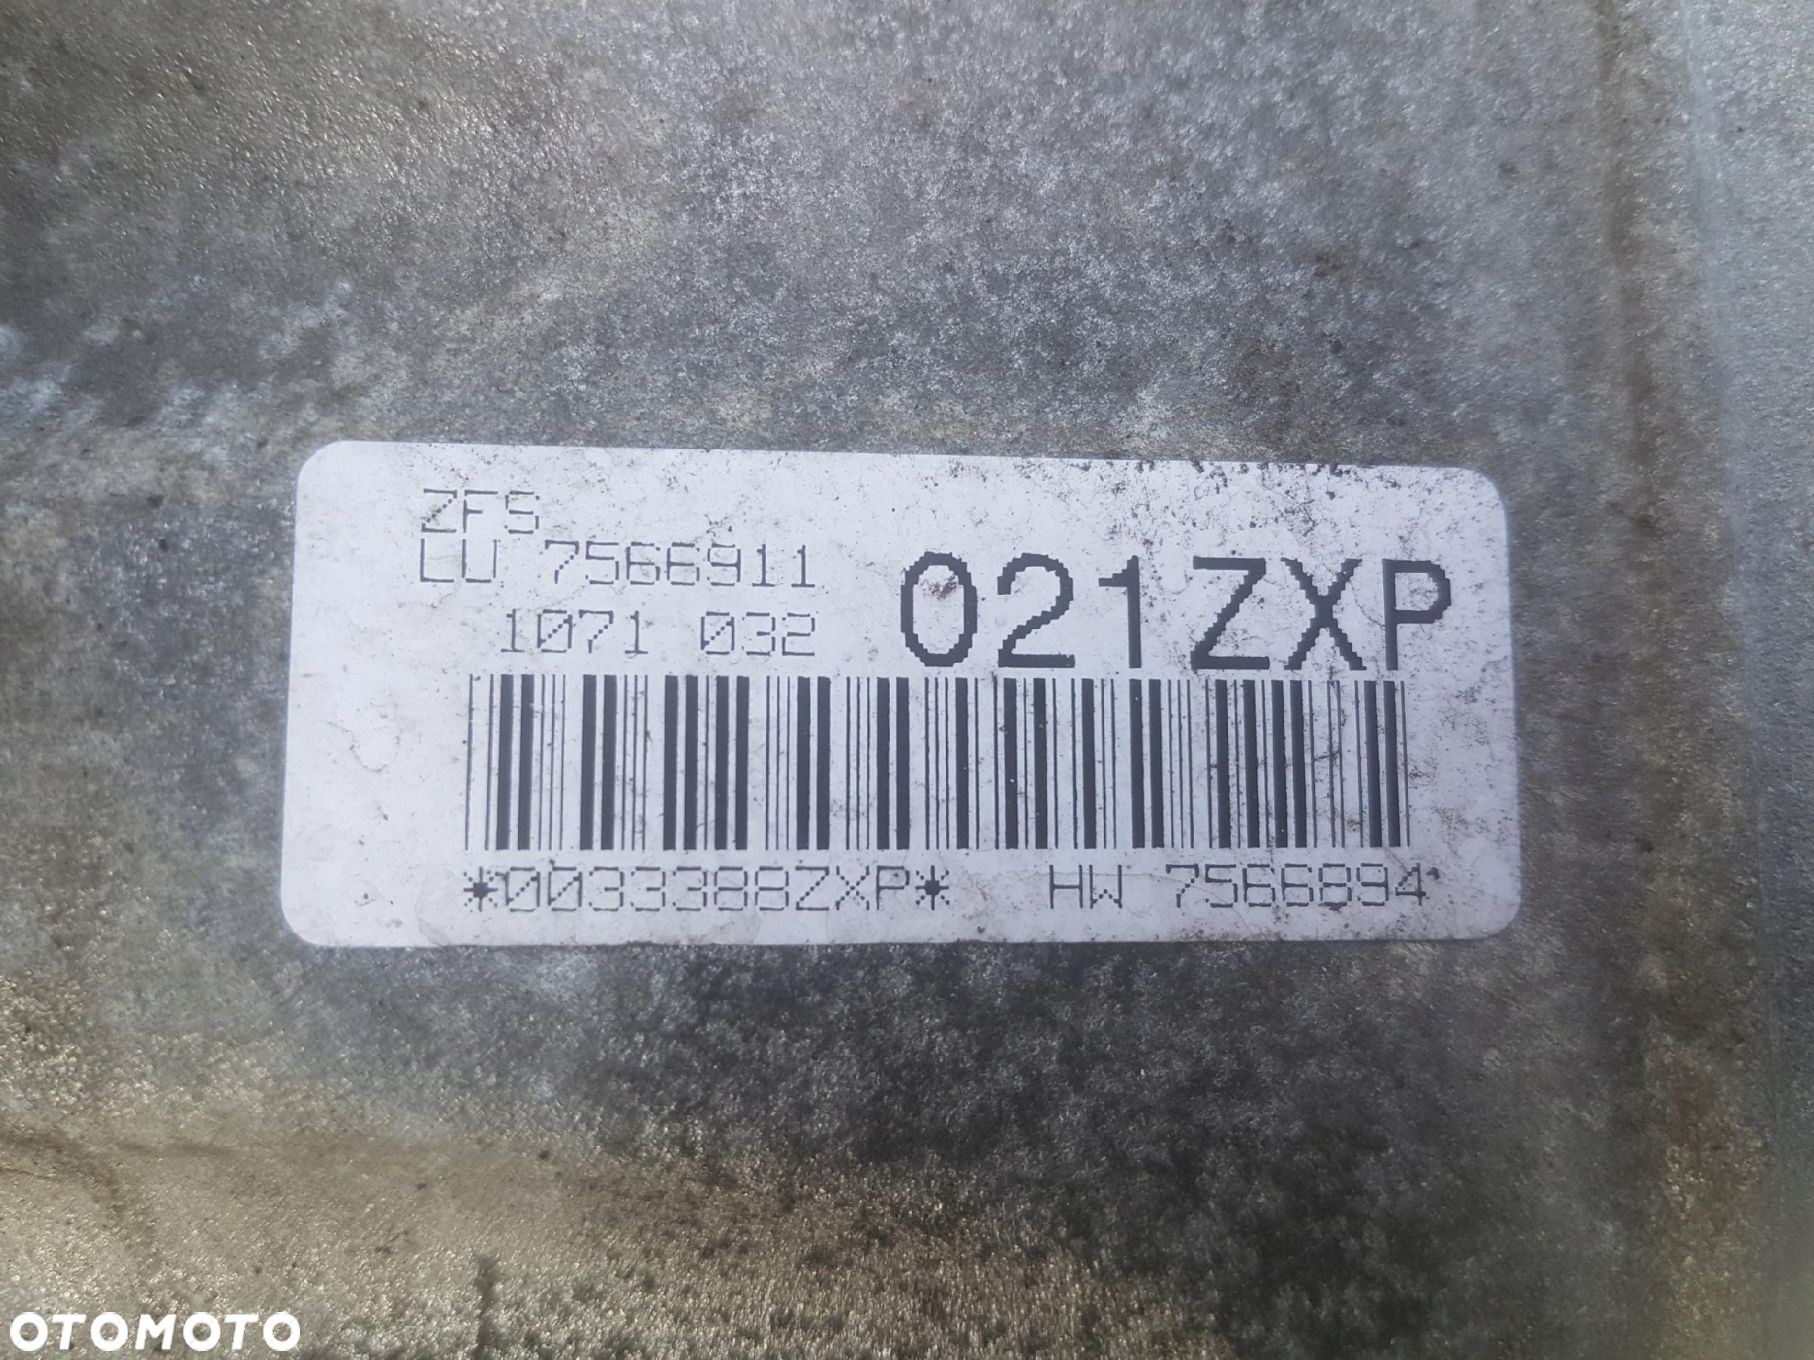 ZFS
LU 7566911
1071 032
021ZXP
*0033388ZXP* HW 7566894
OTOMOTO